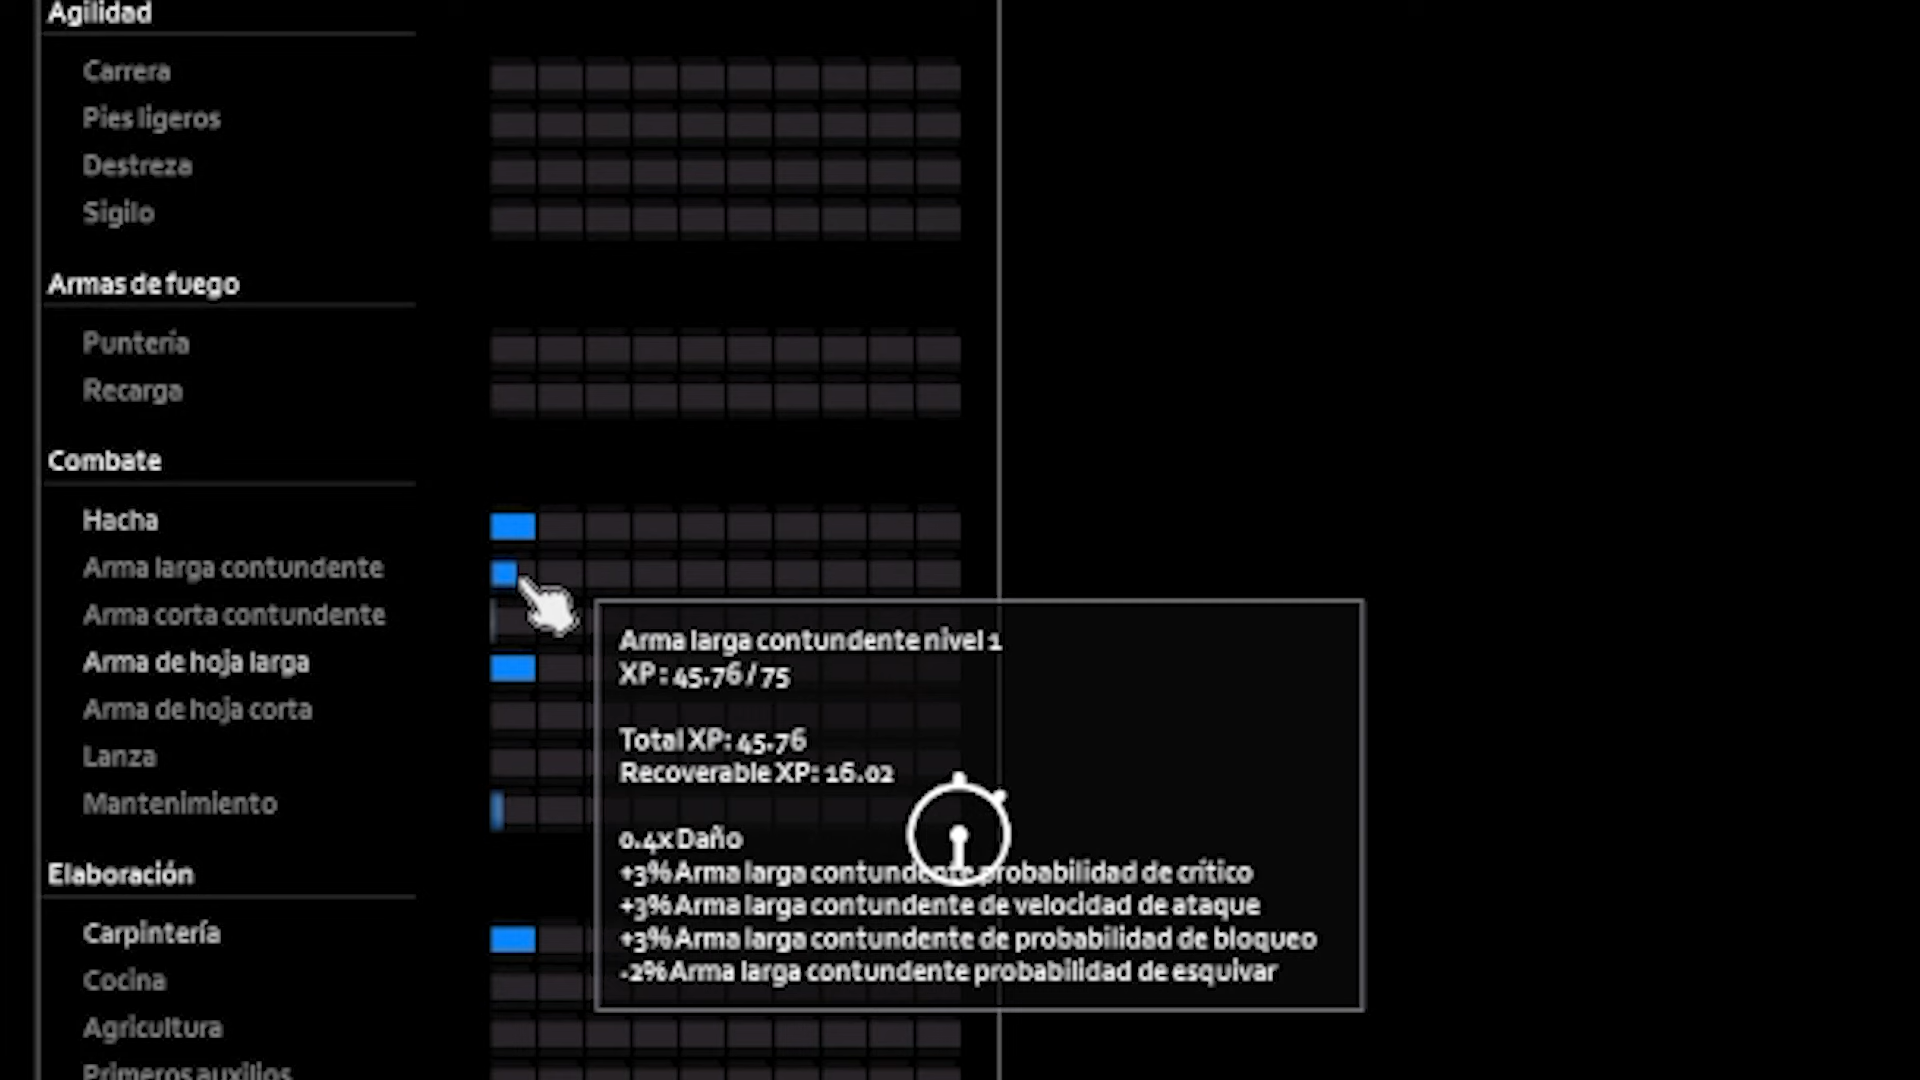 Agilidad
Carrera
Pies ligeros
Destreza
Sigilo
Armas de fuego
Puntería
Recarga
Combate
Hacha
Arma larga contundente
Arma corta contundente
Arma de hoja larga
Arma de hoja corta
Lanza
Mantenimiento
Elaboración
Carpintería
Cocina
Agricultura
Primeros auxilios
Arma larga contundente nivel 1
XP : 45.76 / 75
Total XP: 45.76
Recoverable XP: 16.02
0.4x Daño
+3% Arma larga contundente probabilidad de crítico
+3% Arma larga contundente de velocidad de ataque
+3% Arma larga contundente de probabilidad de bloqueo
-2% Arma larga contundente probabilidad de esquivar